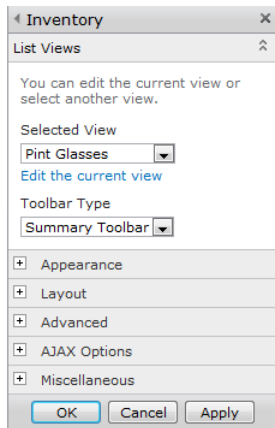 Inventory
List Views
You can edit the current view or
select another view.
Selected View
Pint Glasses
Edit the current view
Toolbar Type
Summary Toolbar
Appearance
Layout
Advanced
AJAX Options
Miscellaneous
OK Cancel Apply